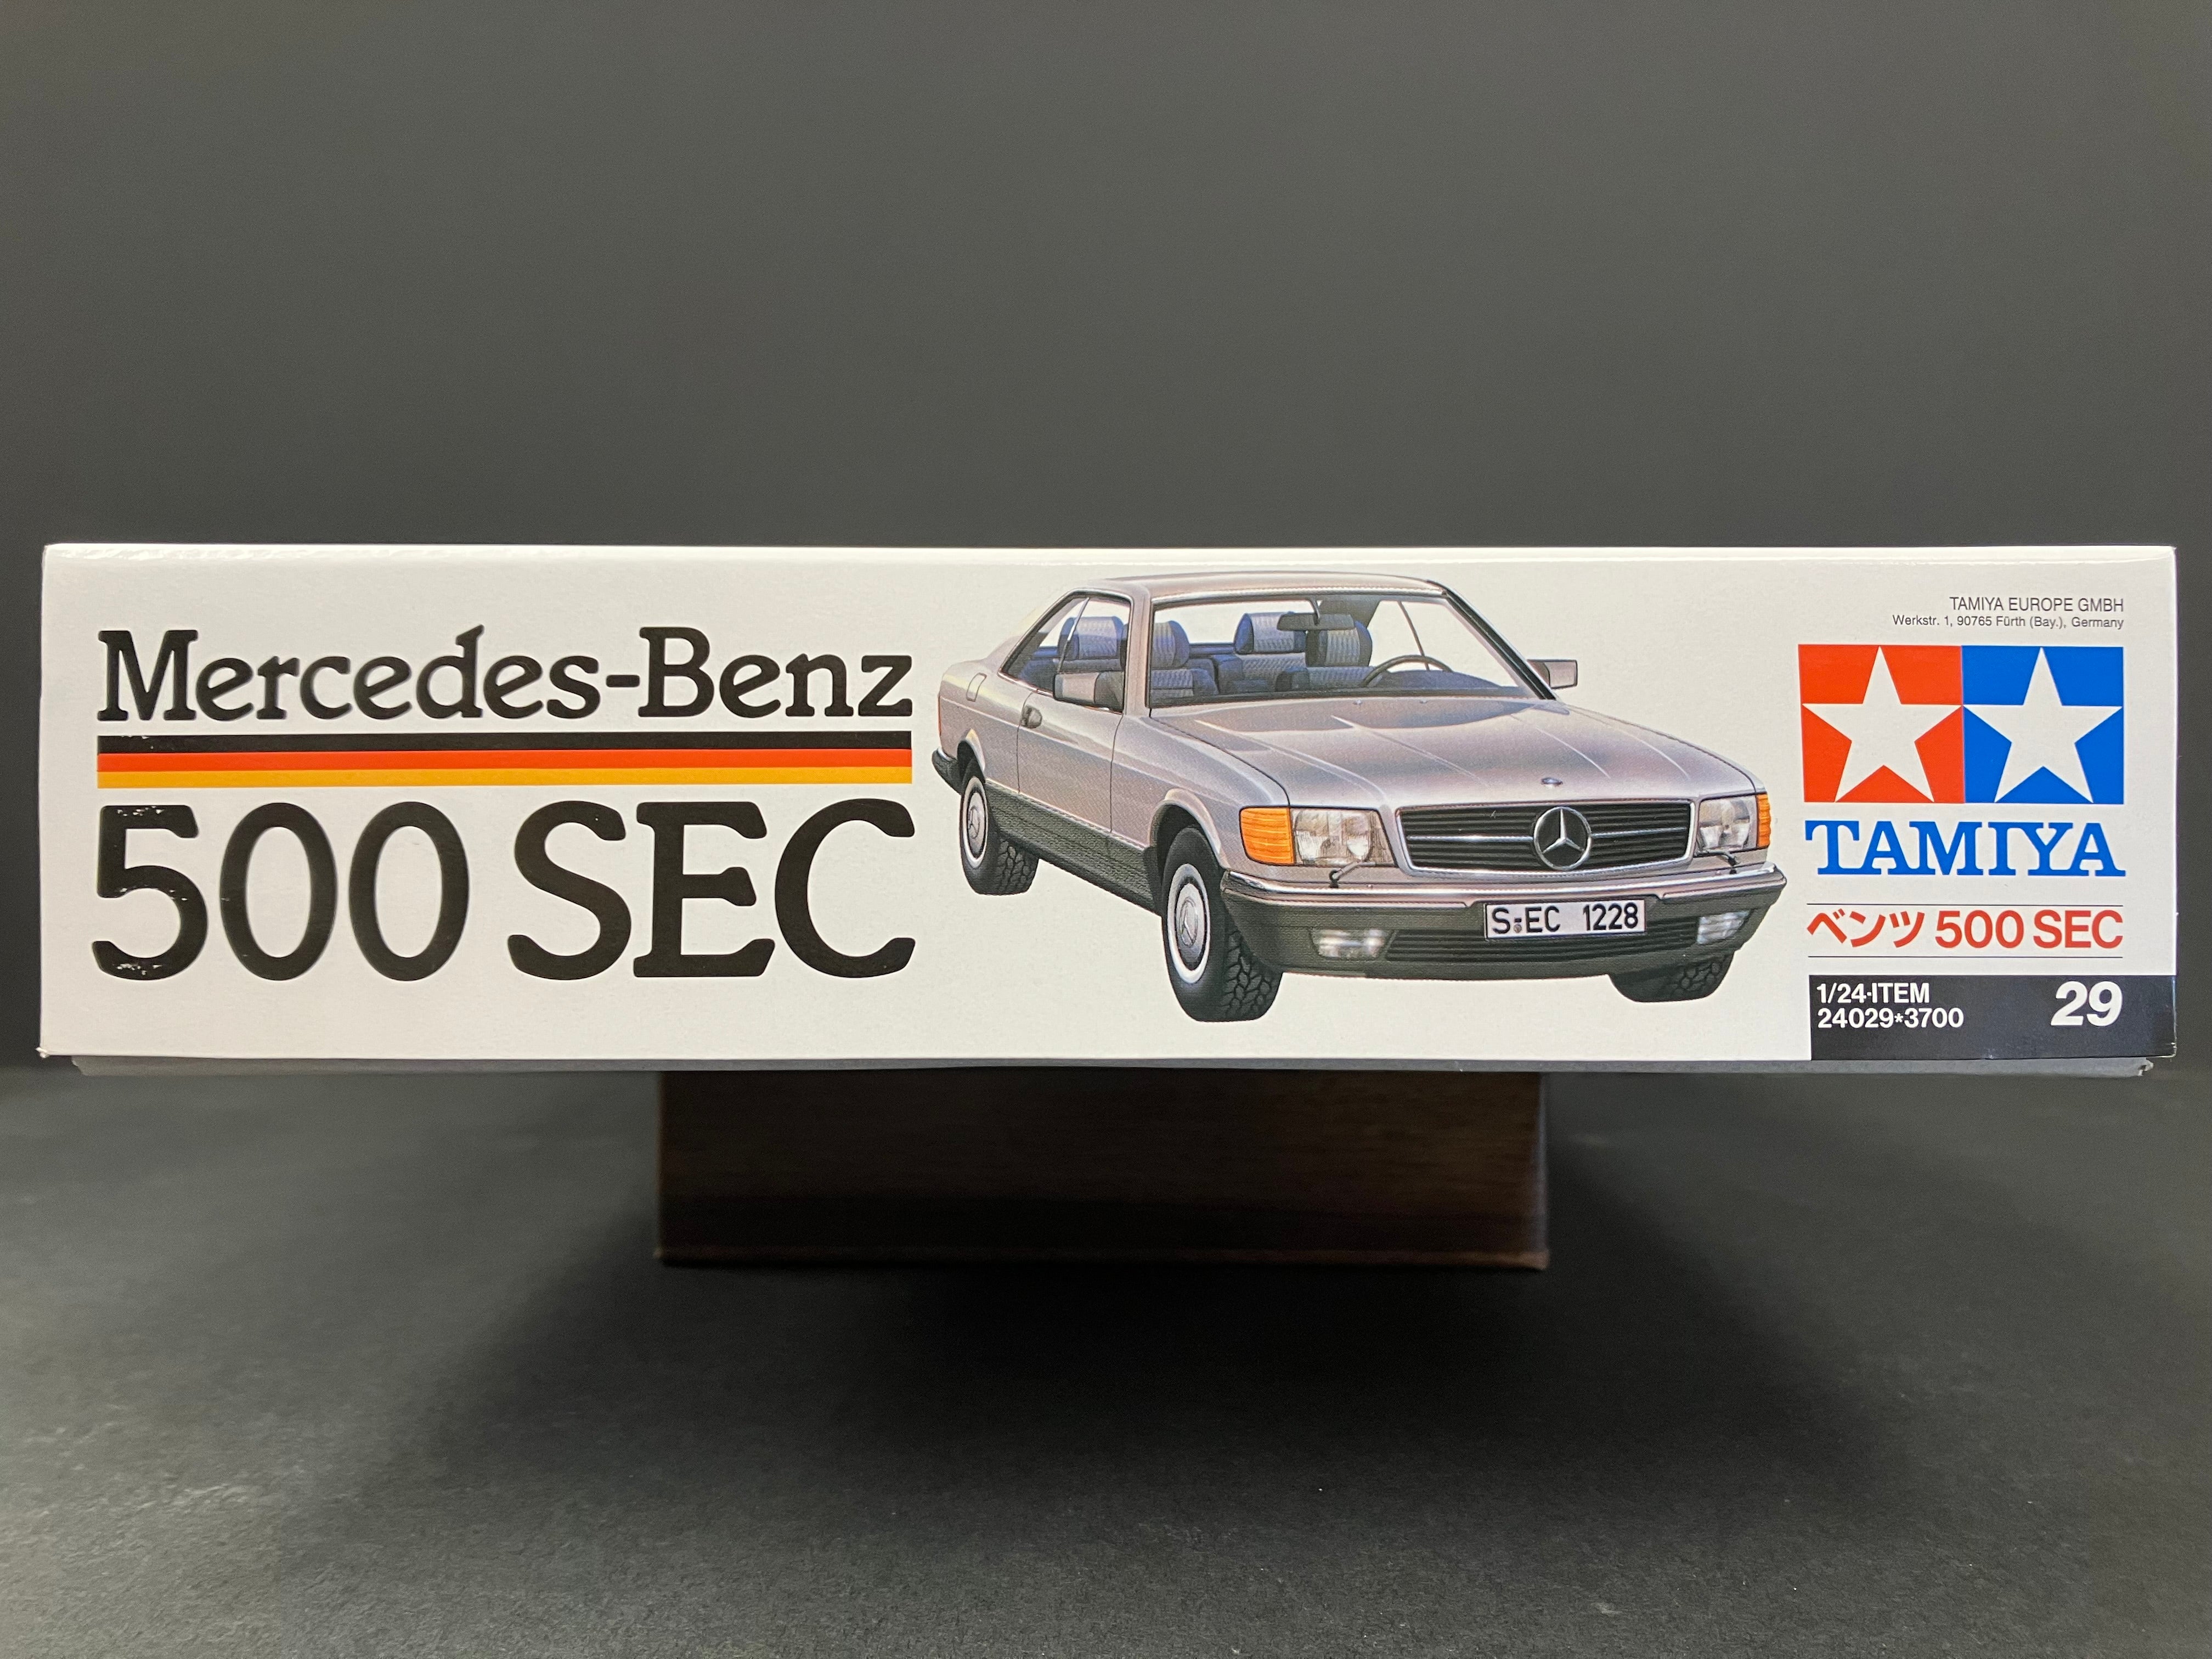 Mercedes-Benz
500 SEC
S-EC 1228
TAMIYA EUROPE GMBH
Werkstr. 1, 90765 Fürth (Bay.), Germany
TAMIYA
ベンツ 500 SEC
1/24·ITEM
24029*3700
29